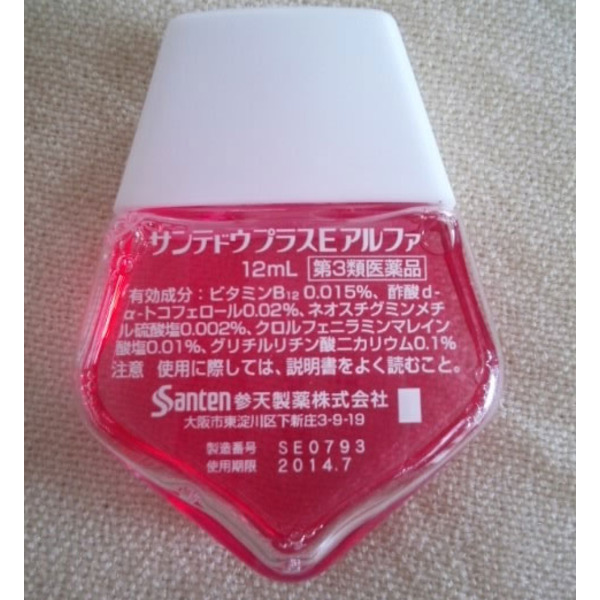 サンテドウプラスEアルファ
12mL 第3類医薬品
有効成分：ビタミンB12 0.015%、酢酸d-
α-トコフェロール0.02%、ネオスチグミンメチ
ル硫酸塩0.002%、クロルフェニラミンマレイン
酸塩0.01%、グリチルリチン酸二カリウム0.1%
注意 使用に際しては、説明書をよく読むこと。
Santen 参天製薬株式会社
大阪市東淀川区下新庄3-9-19
製造番号 SE0793
使用期限 2014.7